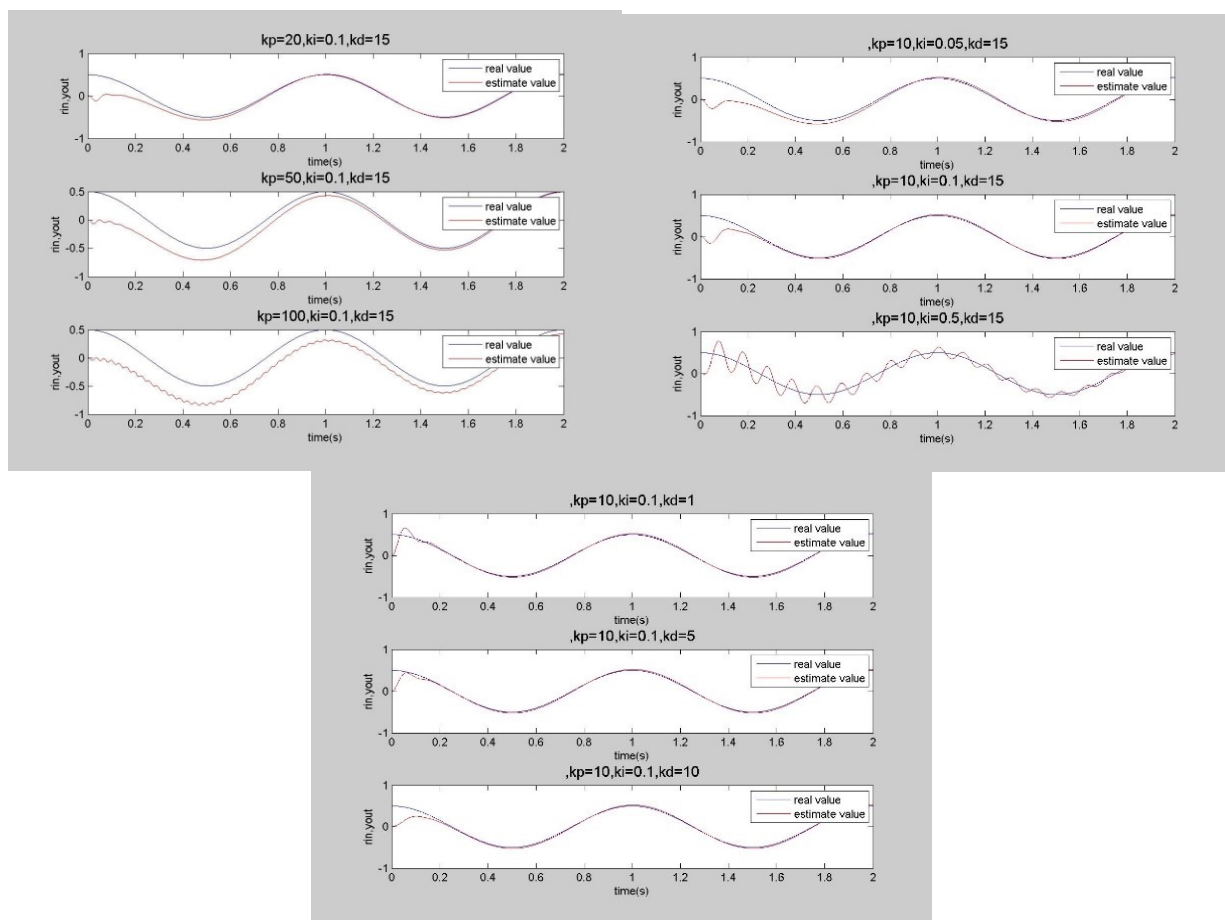 kp=20,ki=0.1,kd=15
1
0
-1
rin,yout
real value
estimate value
0 0.2 0.4 0.6 0.8 1 1.2 1.4 1.6 1.8 2
time(s)
kp=50,ki=0.1,kd=15
0.5
0
-0.5
-1
rin,yout
real value
estimate value
0 0.2 0.4 0.6 0.8 1 1.2 1.4 1.6 1.8 2
time(s)
kp=100,ki=0.1,kd=15
0.5
0
-0.5
-1
rin,yout
real value
estimate value
0 0.2 0.4 0.6 0.8 1 1.2 1.4 1.6 1.8 2
time(s)
,kp=10,ki=0.05,kd=15
1
0
-1
rin,yout
real value
estimate value
0 0.2 0.4 0.6 0.8 1 1.2 1.4 1.6 1.8 2
time(s)
,kp=10,ki=0.1,kd=15
1
0
-1
rin,yout
real value
estimate value
0 0.2 0.4 0.6 0.8 1 1.2 1.4 1.6 1.8 2
time(s)
,kp=10,ki=0.5,kd=15
1
0
-1
rin,yout
real value
estimate value
0 0.2 0.4 0.6 0.8 1 1.2 1.4 1.6 1.8 2
time(s)
,kp=10,ki=0.1,kd=1
1
0
-1
rin,yout
real value
estimate value
0 0.2 0.4 0.6 0.8 1 1.2 1.4 1.6 1.8 2
time(s)
,kp=10,ki=0.1,kd=5
1
0
-1
rin,yout
real value
estimate value
0 0.2 0.4 0.6 0.8 1 1.2 1.4 1.6 1.8 2
time(s)
,kp=10,ki=0.1,kd=10
1
0
-1
rin,yout
real value
estimate value
0 0.2 0.4 0.6 0.8 1 1.2 1.4 1.6 1.8 2
time(s)